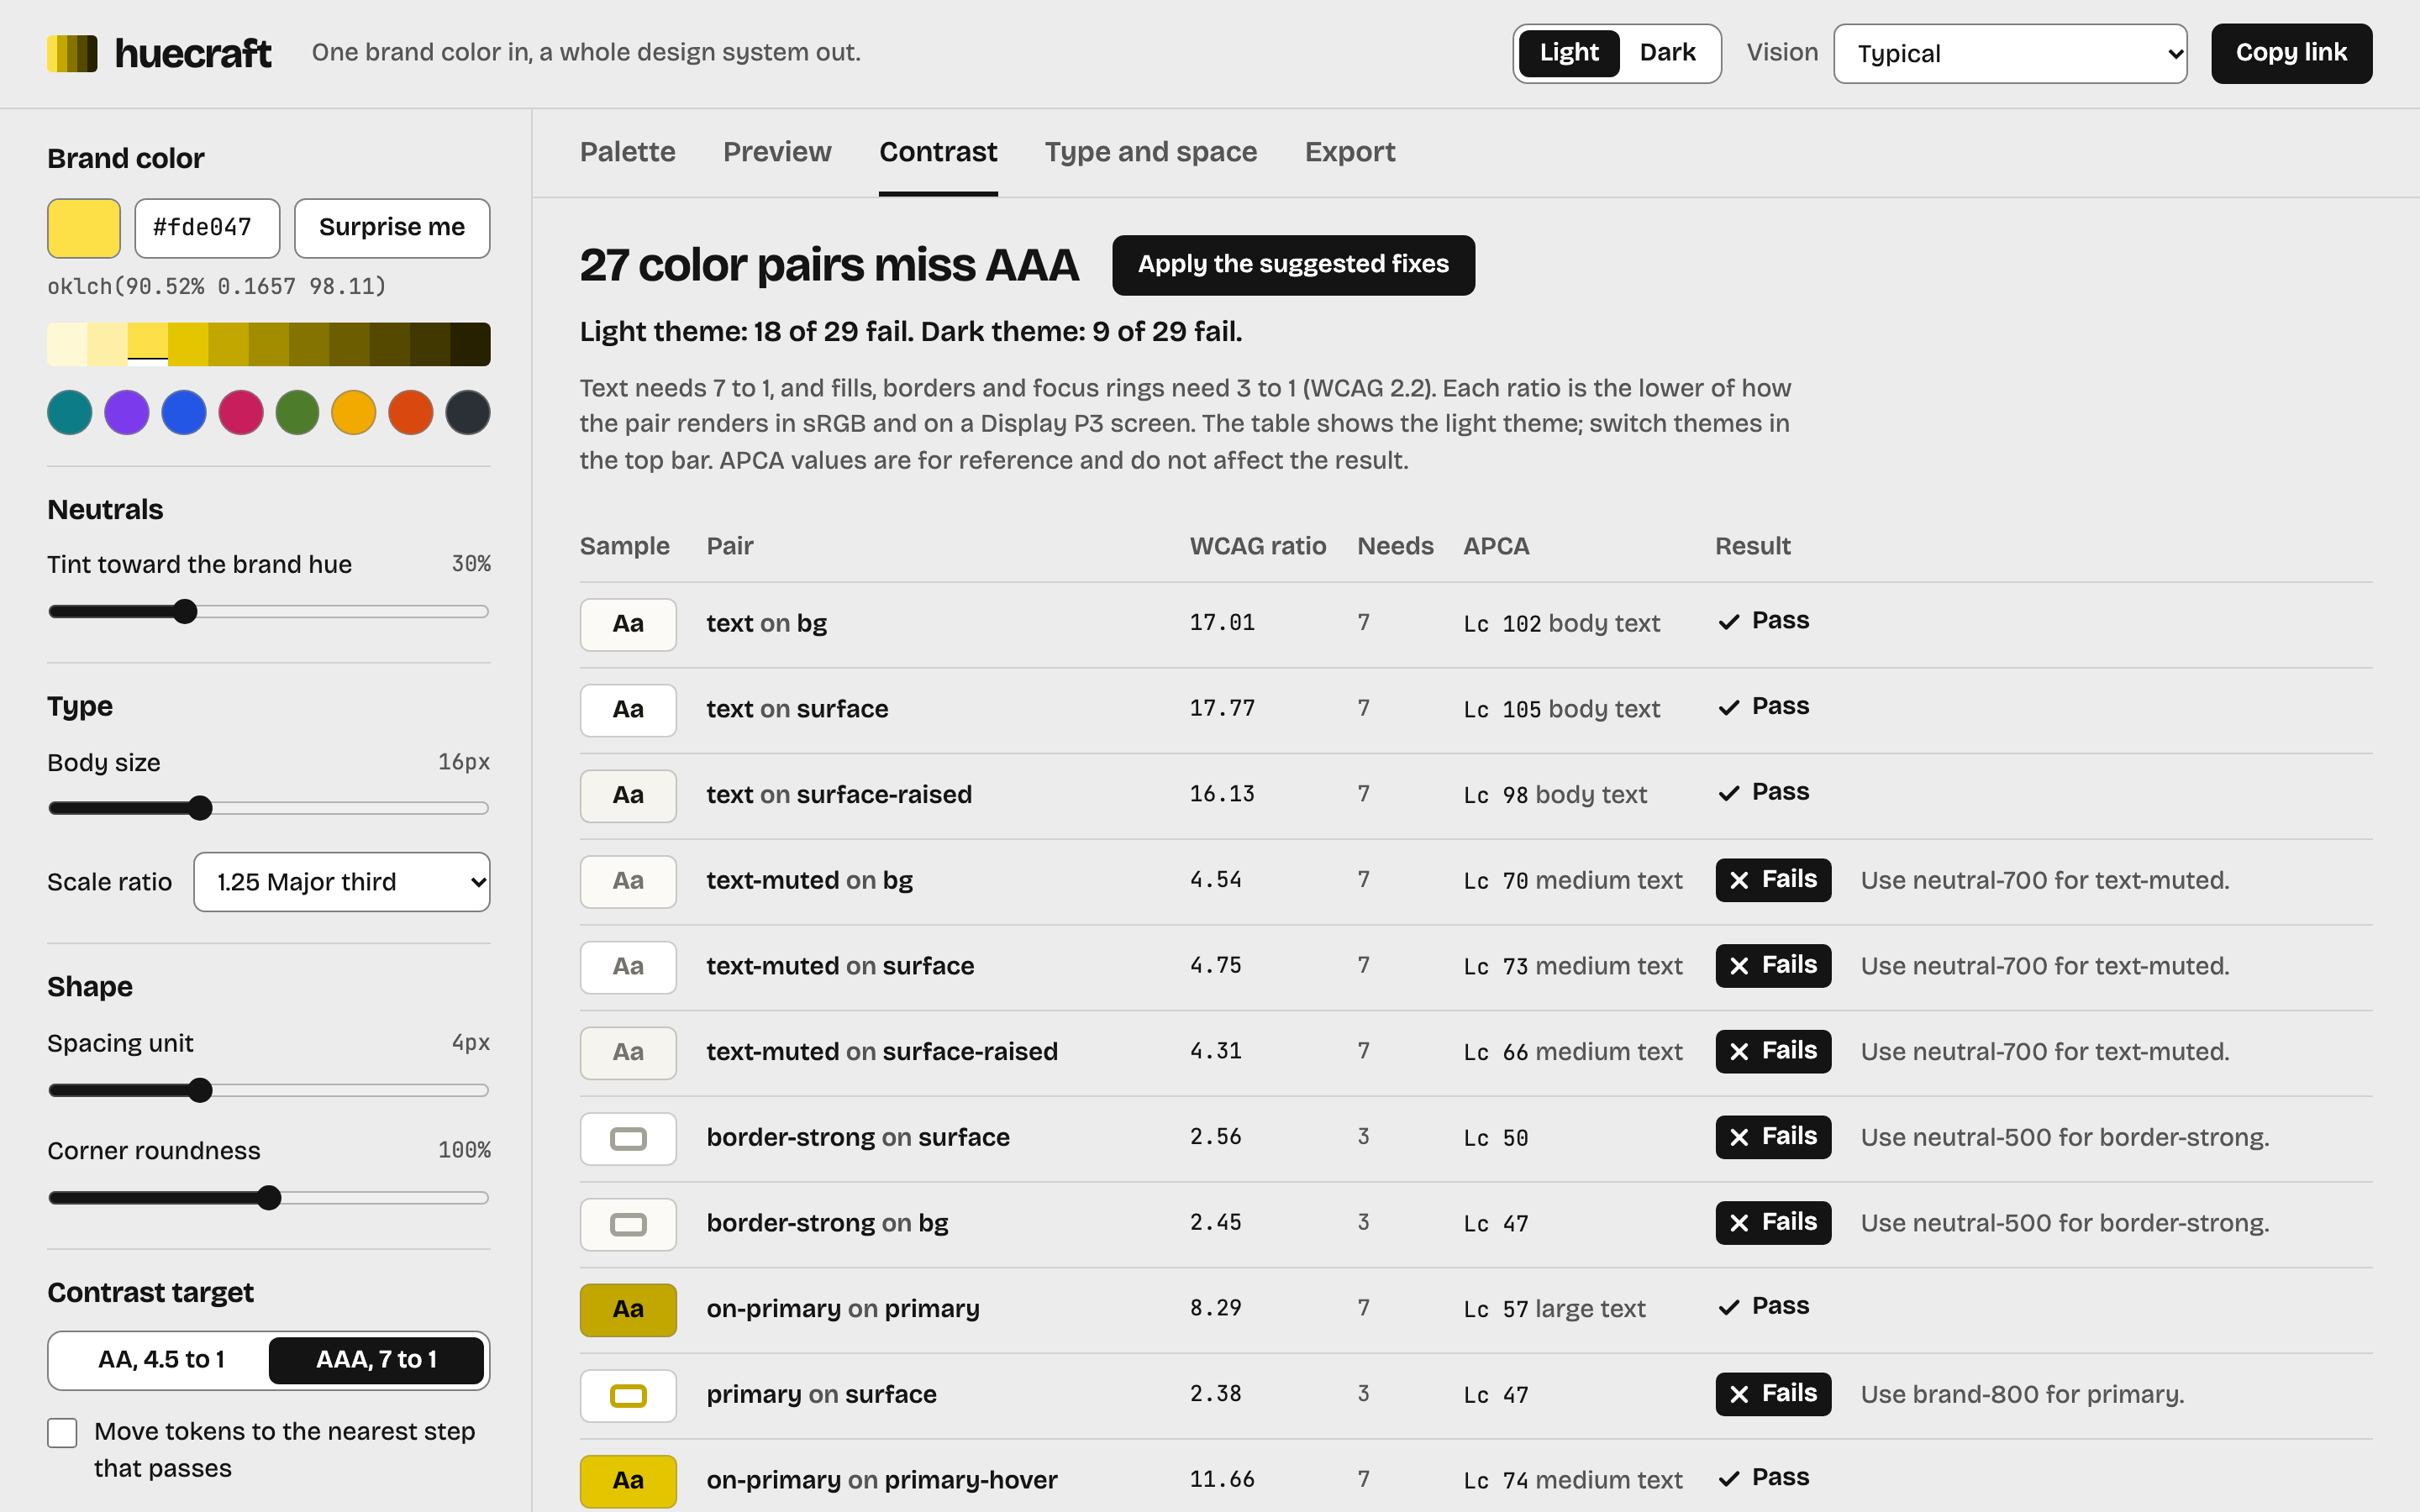 huecraft
One brand color in, a whole design system out.
Light Dark Vision Typical Copy link
Brand color
#fde047 Surprise me
oklch(90.52% 0.1657 98.11)
Neutrals
Tint toward the brand hue 30%
Type
Body size 16px
Scale ratio 1.25 Major third
Shape
Spacing unit 4px
Corner roundness 100%
Contrast target
AA, 4.5 to 1 AAA, 7 to 1
Move tokens to the nearest step
that passes
Palette Preview Contrast Type and space Export
27 color pairs miss AAA Apply the suggested fixes
Light theme: 18 of 29 fail. Dark theme: 9 of 29 fail.
Text needs 7 to 1, and fills, borders and focus rings need 3 to 1 (WCAG 2.2). Each ratio is the lower of how
the pair renders in sRGB and on a Display P3 screen. The table shows the light theme; switch themes in
the top bar. APCA values are for reference and do not affect the result.
Sample Pair WCAG ratio Needs APCA Result
Aa text on bg 17.01 7 Lc 102 body text Pass
Aa text on surface 17.77 7 Lc 105 body text Pass
Aa text on surface-raised 16.13 7 Lc 98 body text Pass
Aa text-muted on bg 4.54 7 Lc 70 medium text Fails Use neutral-700 for text-muted.
Aa text-muted on surface 4.75 7 Lc 73 medium text Fails Use neutral-700 for text-muted.
Aa text-muted on surface-raised 4.31 7 Lc 66 medium text Fails Use neutral-700 for text-muted.
border-strong on surface 2.56 3 Lc 50 Fails Use neutral-500 for border-strong.
border-strong on bg 2.45 3 Lc 47 Fails Use neutral-500 for border-strong.
Aa on-primary on primary 8.29 7 Lc 57 large text Pass
primary on surface 2.38 3 Lc 47 Fails Use brand-800 for primary.
Aa on-primary on primary-hover 11.66 7 Lc 74 medium text Pass